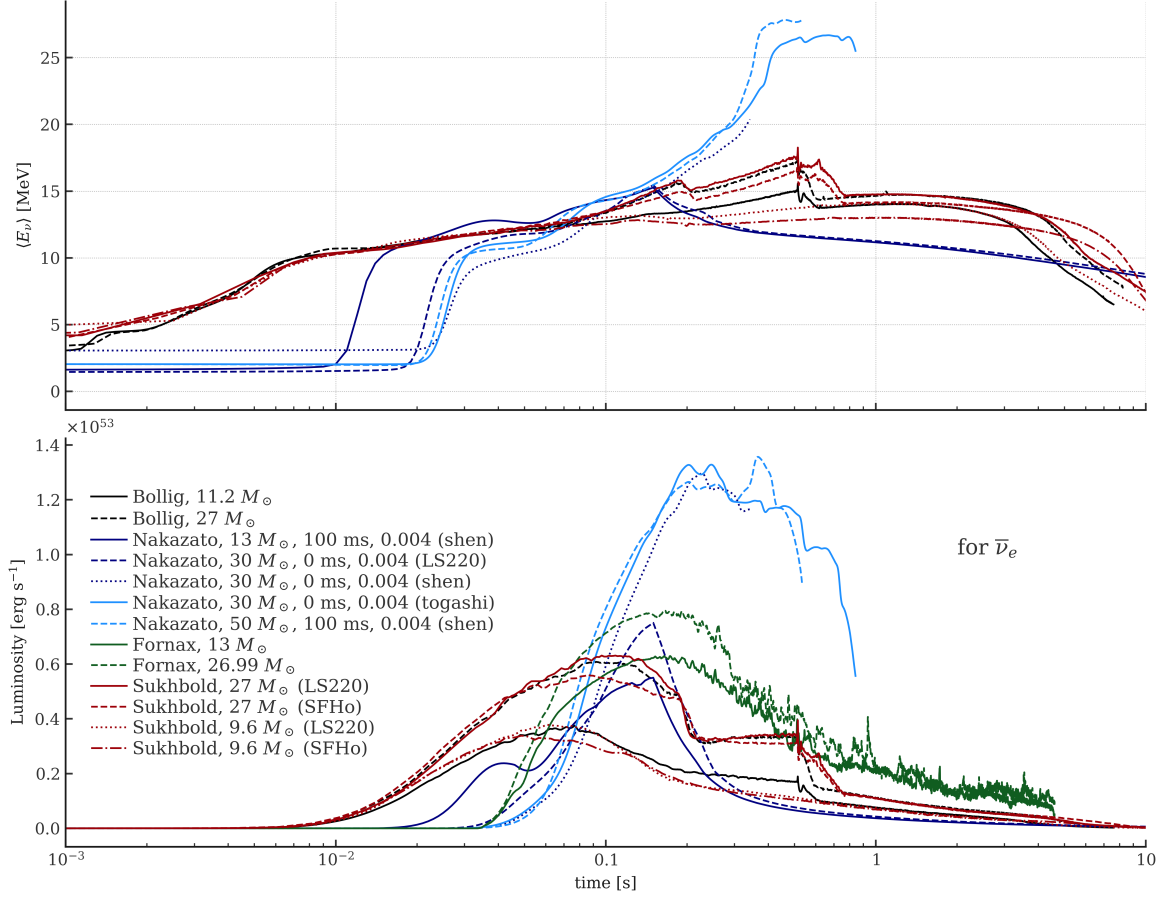 25
20
15
10
5
0
⟨E_ν⟩ [MeV]
×10^53
1.4
1.2
1.0
0.8
0.6
0.4
0.2
0.0
Luminosity [erg s⁻¹]
Bollig, 11.2 M⊙
Bollig, 27 M⊙
Nakazato, 13 M⊙, 100 ms, 0.004 (shen)
Nakazato, 30 M⊙, 0 ms, 0.004 (LS220)
Nakazato, 30 M⊙, 0 ms, 0.004 (shen)
Nakazato, 30 M⊙, 0 ms, 0.004 (togashi)
Nakazato, 50 M⊙, 100 ms, 0.004 (shen)
Fornax, 13 M⊙
Fornax, 26.99 M⊙
Sukhbold, 27 M⊙ (LS220)
Sukhbold, 27 M⊙ (SFHo)
Sukhbold, 9.6 M⊙ (LS220)
Sukhbold, 9.6 M⊙ (SFHo)
for ν̅_e
10⁻³ 10⁻² 0.1 1 10
time [s]